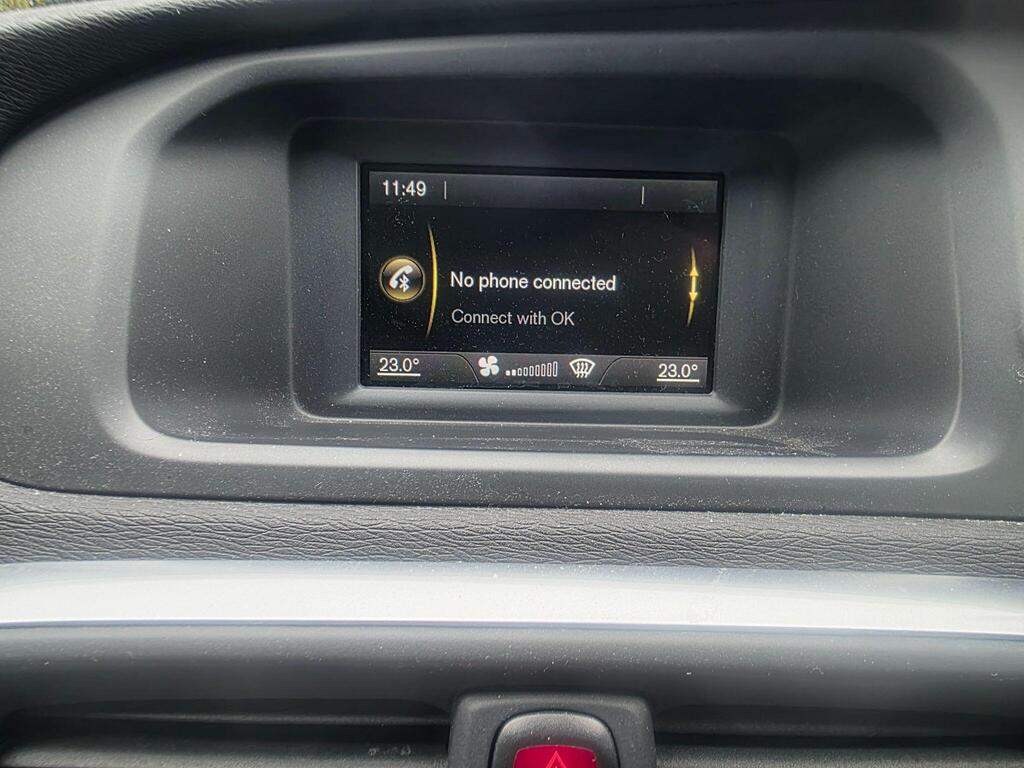 11:49
No phone connected
Connect with OK
23.0°
23.0°